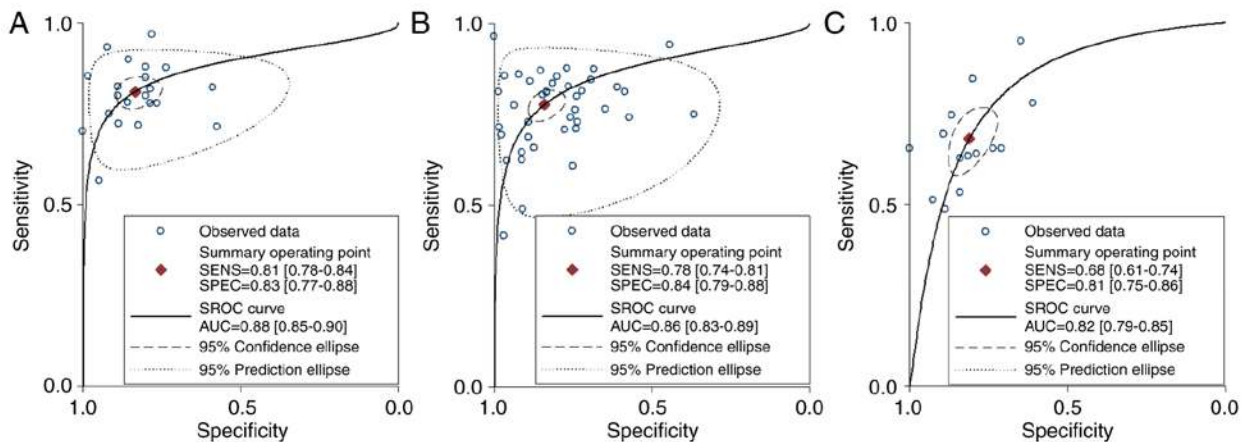 A
Sensitivity
1.0
0.5
0.0
Observed data
Summary operating point
SENS=0.81 [0.78-0.84]
SPEC=0.83 [0.77-0.88]
SROC curve
AUC=0.88 [0.85-0.90]
95% Confidence ellipse
95% Prediction ellipse
1.0 0.5 0.0
Specificity
B
Sensitivity
1.0
0.5
0.0
Observed data
Summary operating point
SENS=0.78 [0.74-0.81]
SPEC=0.84 [0.79-0.88]
SROC curve
AUC=0.86 [0.83-0.89]
95% Confidence ellipse
95% Prediction ellipse
1.0 0.5 0.0
Specificity
C
Sensitivity
1.0
0.5
0.0
Observed data
Summary operating point
SENS=0.68 [0.61-0.74]
SPEC=0.81 [0.75-0.86]
SROC curve
AUC=0.82 [0.79-0.85]
95% Confidence ellipse
95% Prediction ellipse
1.0 0.5 0.0
Specificity